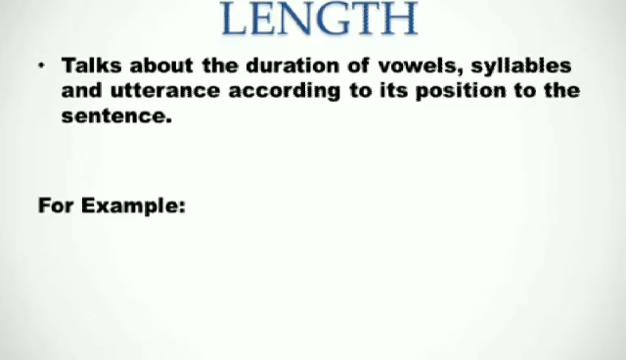 LENGTH
• Talks about the duration of vowels, syllables
and utterance according to its position to the
sentence.
For Example: